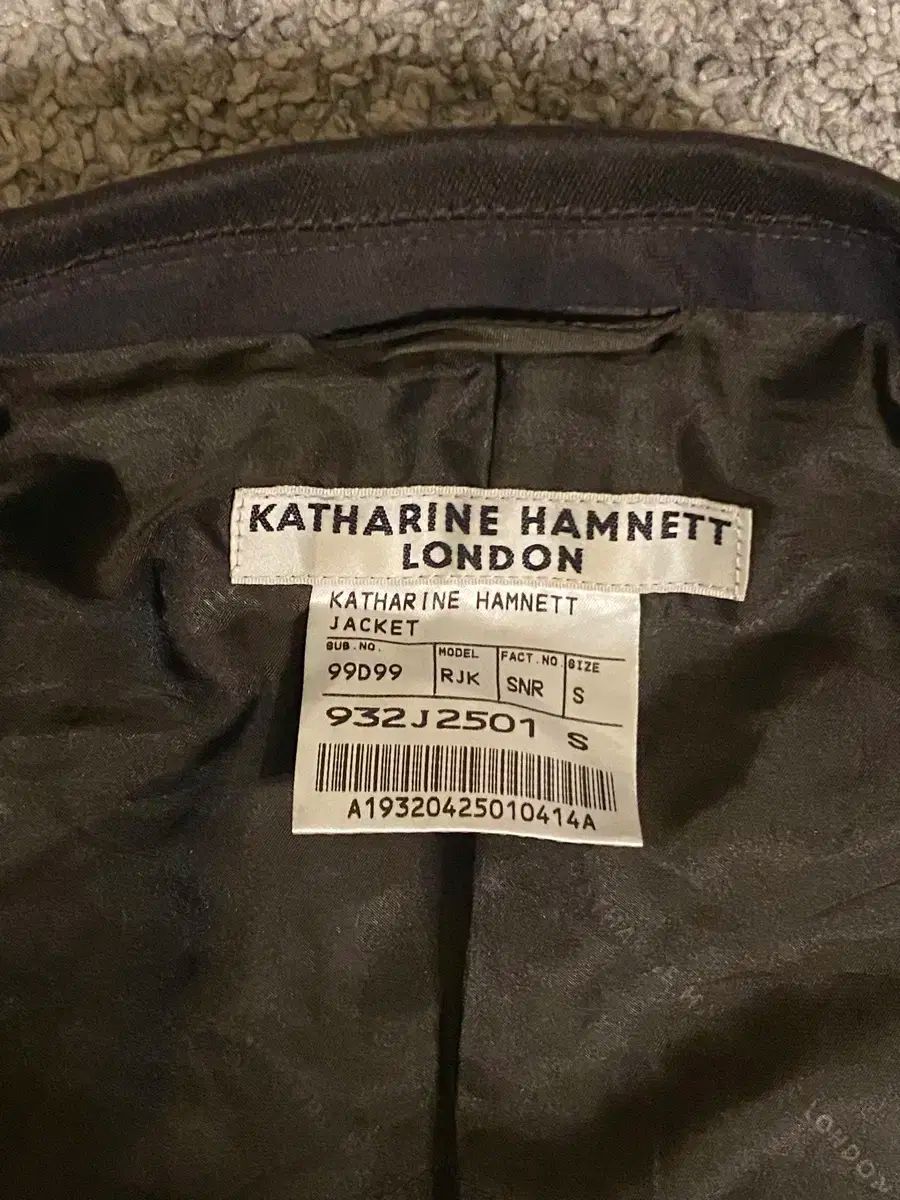 KATHARINE HAMNETT
LONDON
KATHARINE HAMNETT
JACKET
SUB.NO. MODEL FACT.NO. SIZE
99D99 RJK SNR S
932J2501 S
A19320425010414A
LONDON